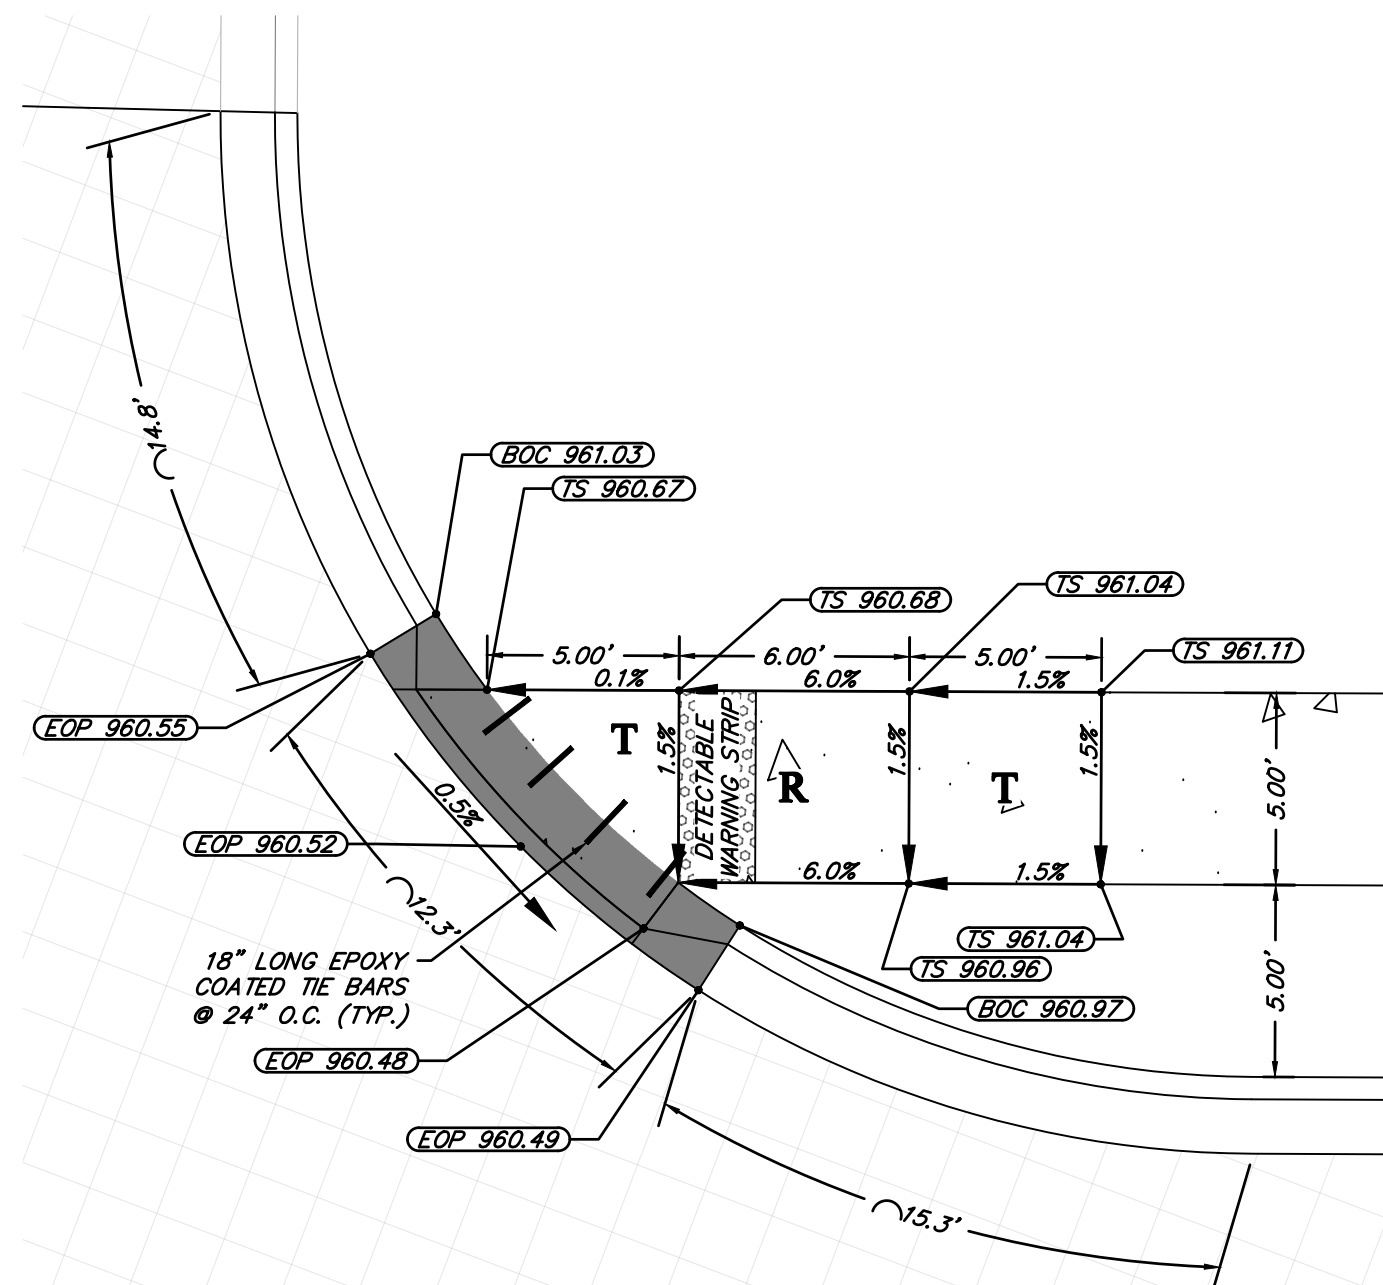 14.8'
BOC 961.03
TS 960.67
TS 960.68
TS 961.04
TS 961.11
5.00'
6.00'
5.00'
0.1%
6.0%
1.5%
EOP 960.55
T
1.5%
DETECTABLE
WARNING STRIP
R
1.5%
T
1.5%
5.00'
0.5%
EOP 960.52
12.3'
6.0%
1.5%
TS 961.04
TS 960.96
BOC 960.97
5.00'
18" LONG EPOXY
COATED TIE BARS
@ 24" O.C. (TYP.)
EOP 960.48
EOP 960.49
15.3'